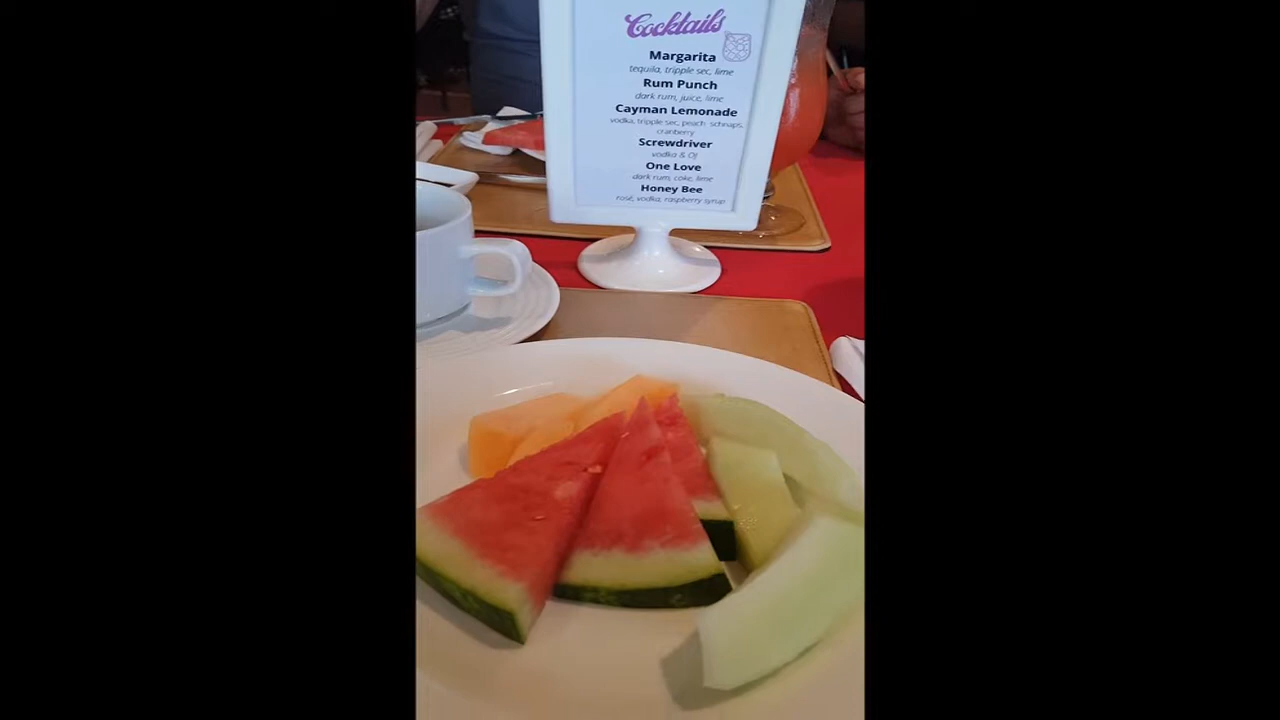 Cocktails
Margarita
tequila, tripple sec, lime
Rum Punch
dark rum, juice, lime
Cayman Lemonade
vodka, tripple sec, peach schnaps,
cranberry
Screwdriver
vodka & OJ
One Love
dark rum, coke, lime
Honey Bee
rosé, vodka, raspberry syrup